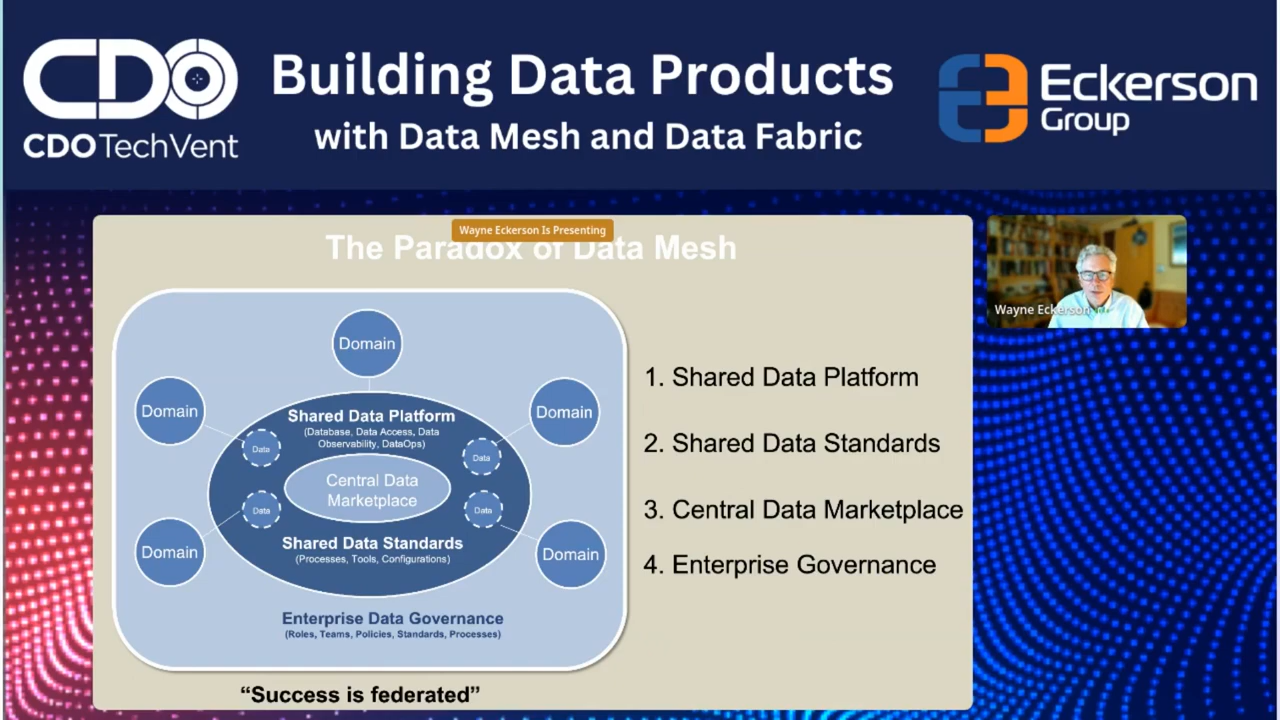 CDO
CDO TechVent
Building Data Products
with Data Mesh and Data Fabric
Eckerson
Group
Wayne Eckerson Is Presenting
The Paradox of Data Mesh
Domain
Domain
Domain
Shared Data Platform
(Database, Data Access, Data
Observability, DataOps)
Data
Data
Central Data
Marketplace
Data
Data
Shared Data Standards
(Processes, Tools, Configurations)
Domain
Domain
Enterprise Data Governance
(Roles, Teams, Policies, Standards, Processes)
“Success is federated”
1. Shared Data Platform
2. Shared Data Standards
3. Central Data Marketplace
4. Enterprise Governance
Wayne Eckerson